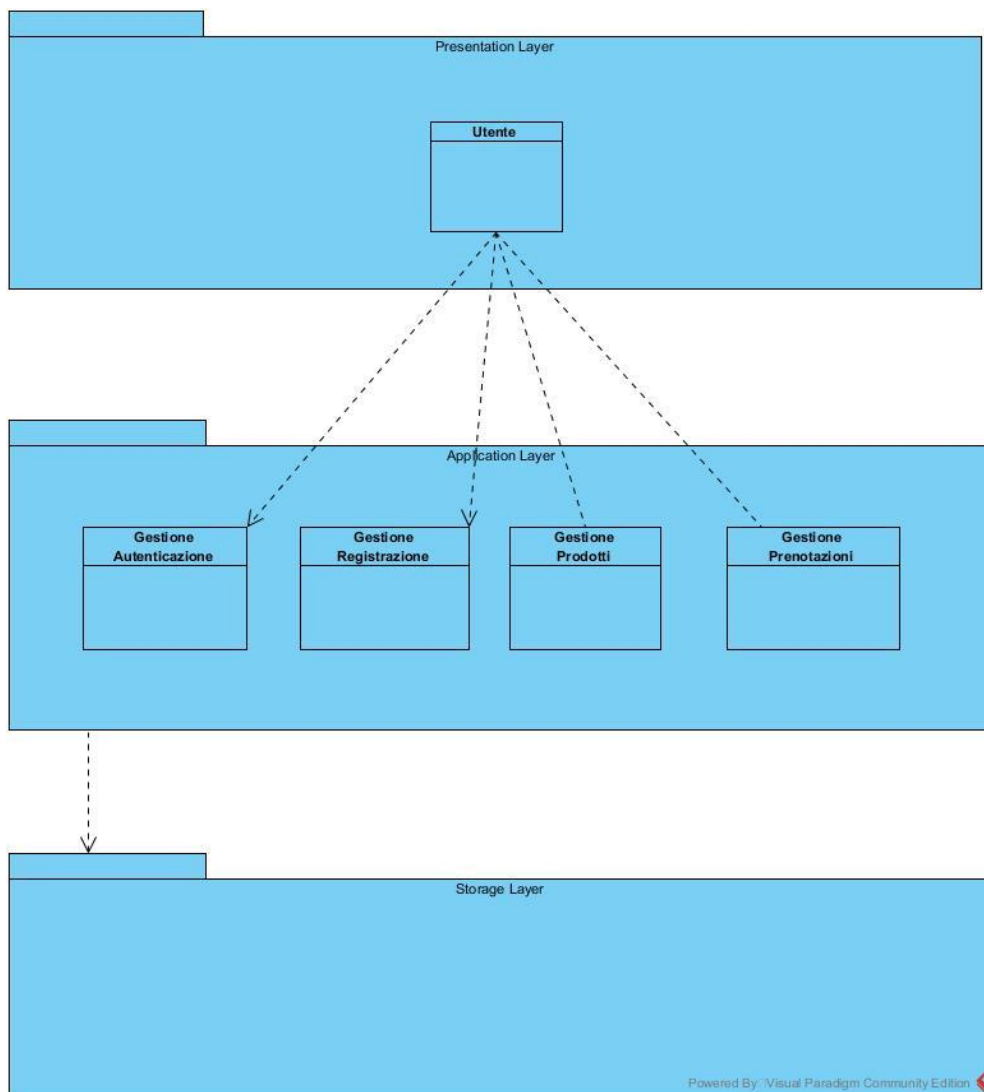 Presentation Layer
Utente
Application Layer
Gestione
Autenticazione
Gestione
Registrazione
Gestione
Prodotti
Gestione
Prenotazioni
Storage Layer
Powered By Visual Paradigm Community Edition